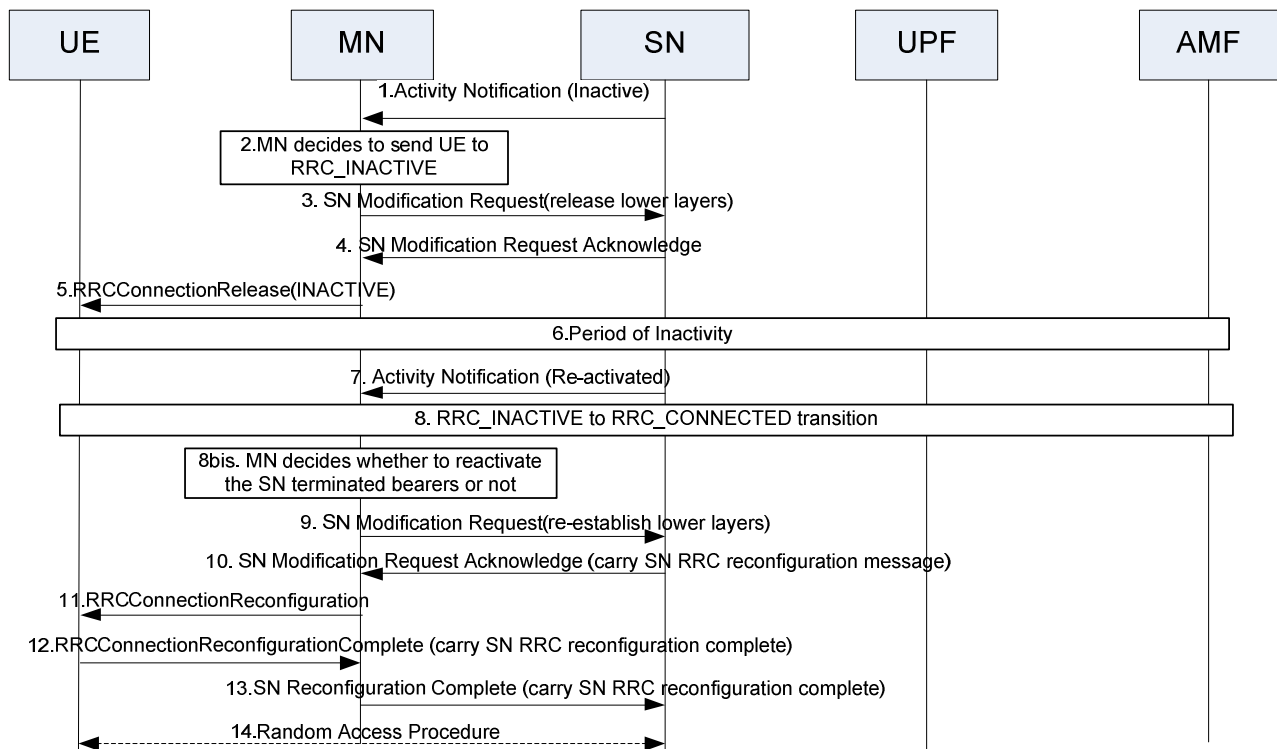 UE
MN
SN
UPF
AMF
1.Activity Notification (Inactive)
2.MN decides to send UE to
RRC_INACTIVE
3. SN Modification Request(release lower layers)
4. SN Modification Request Acknowledge
5.RRCConnectionRelease(INACTIVE)
6.Period of Inactivity
7. Activity Notification (Re-activated)
8. RRC_INACTIVE to RRC_CONNECTED transition
8bis. MN decides whether to reactivate
the SN terminated bearers or not
9. SN Modification Request(re-establish lower layers)
10. SN Modification Request Acknowledge (carry SN RRC reconfiguration message)
11.RRCConnectionReconfiguration
12.RRCConnectionReconfigurationComplete (carry SN RRC reconfiguration complete)
13.SN Reconfiguration Complete (carry SN RRC reconfiguration complete)
14.Random Access Procedure